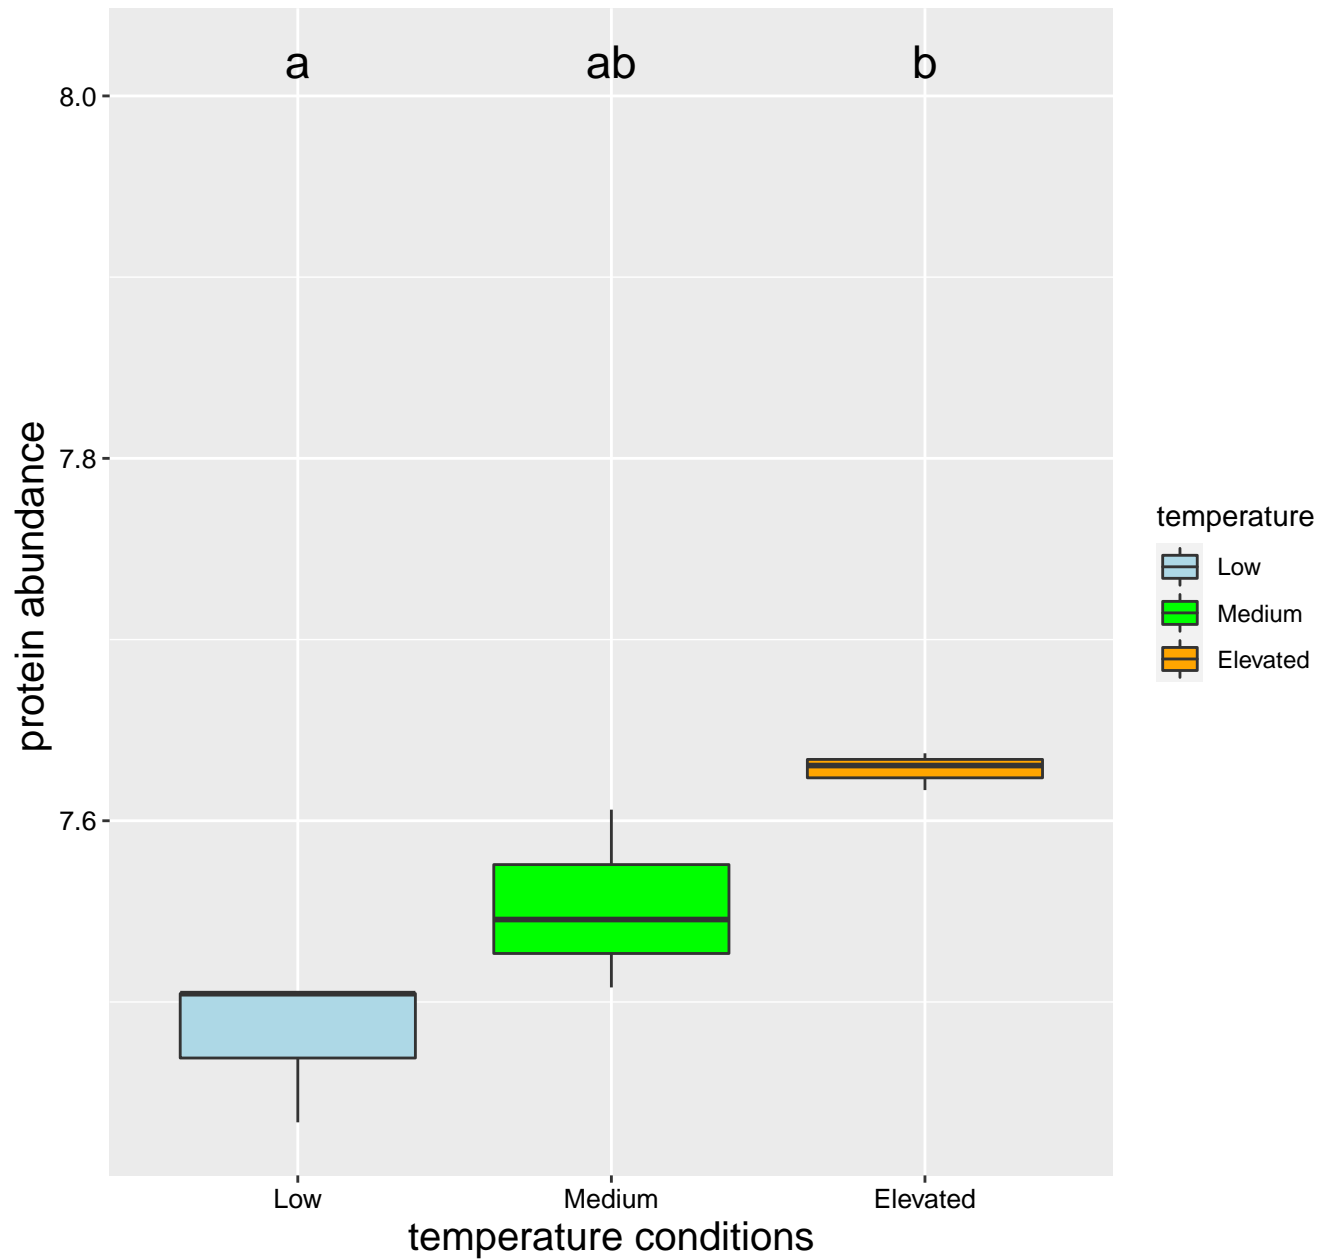 a ab b
8.0
7.8
7.6
protein abundance
Low Medium Elevated
temperature conditions
temperature
Low
Medium
Elevated